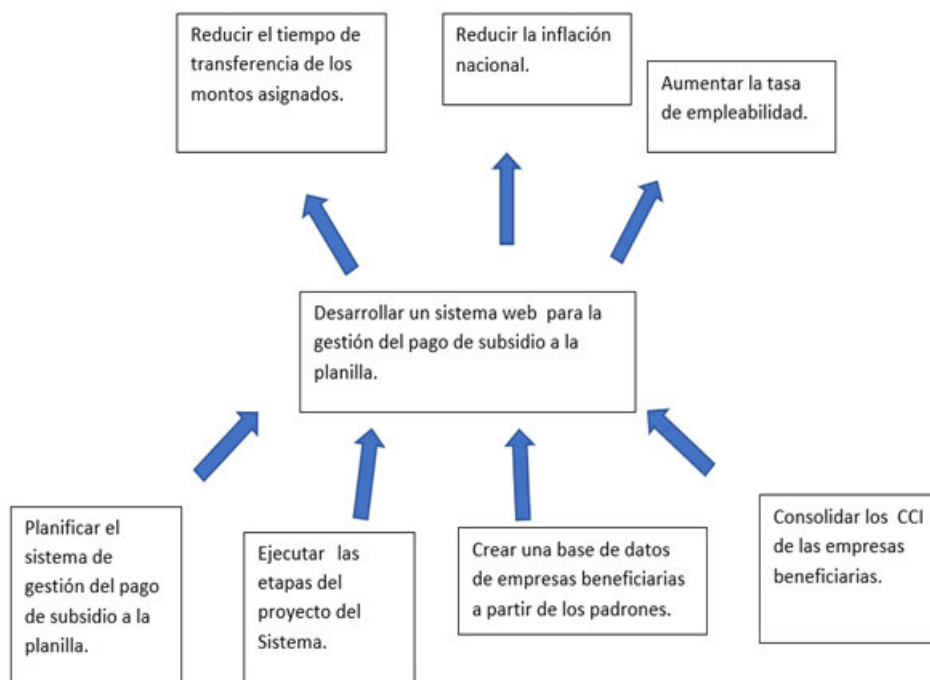 Reducir el tiempo de
transferencia de los
montos asignados.
Reducir la inflación
nacional.
Aumentar la tasa
de empleabilidad.
Desarrollar un sistema web para la
gestión del pago de subsidio a la
planilla.
Planificar el
sistema de
gestión del pago
de subsidio a la
planilla.
Ejecutar las
etapas del
proyecto del
Sistema.
Crear una base de datos
de empresas beneficiarias
a partir de los padrones.
Consolidar los CCI
de las empresas
beneficiarias.